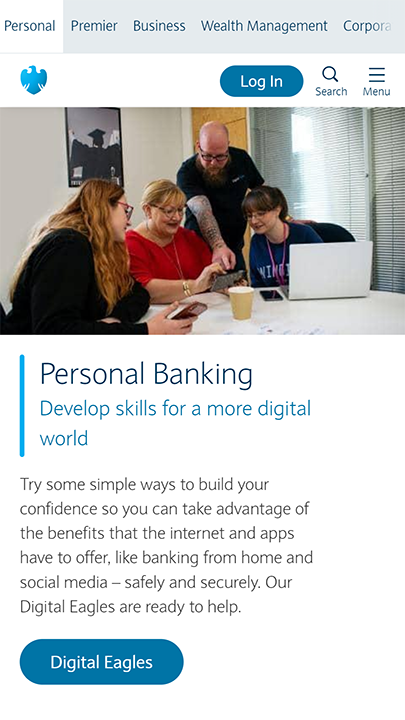 Personal Premier Business Wealth Management Corpora
Log In
Search
Menu
Personal Banking
Develop skills for a more digital
world
Try some simple ways to build your
confidence so you can take advantage of
the benefits that the internet and apps
have to offer, like banking from home and
social media – safely and securely. Our
Digital Eagles are ready to help.
Digital Eagles